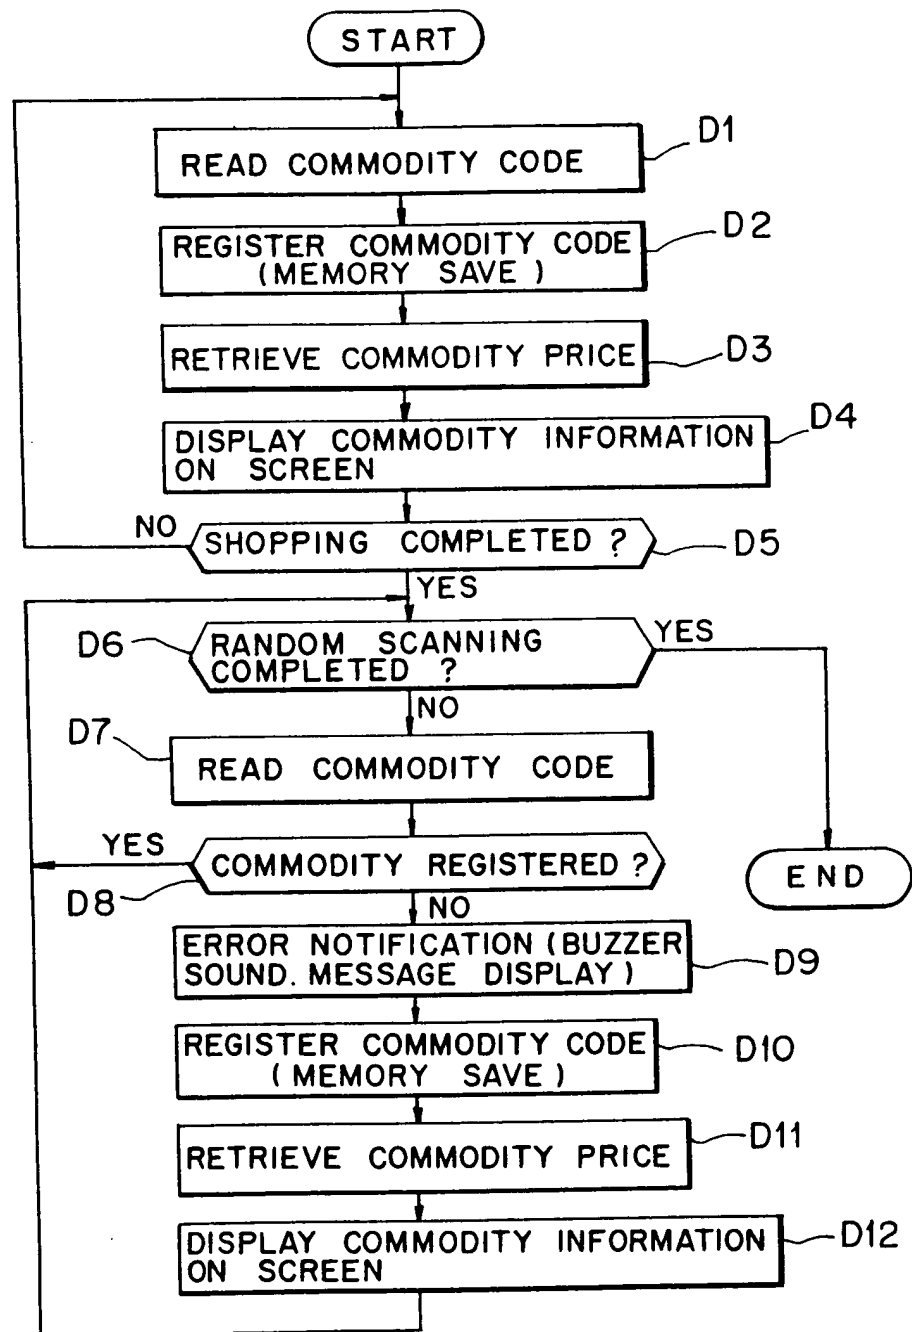 START
READ COMMODITY CODE
D1
REGISTER COMMODITY CODE
(MEMORY SAVE)
D2
RETRIEVE COMMODITY PRICE
D3
DISPLAY COMMODITY INFORMATION
ON SCREEN
D4
NO
SHOPPING COMPLETED ?
D5
YES
D6
RANDOM SCANNING
COMPLETED ?
YES
NO
D7
READ COMMODITY CODE
YES
COMMODITY REGISTERED ?
D8
END
NO
ERROR NOTIFICATION (BUZZER
SOUND. MESSAGE DISPLAY)
D9
REGISTER COMMODITY CODE
(MEMORY SAVE)
D10
RETRIEVE COMMODITY PRICE
D11
DISPLAY COMMODITY INFORMATION
ON SCREEN
D12